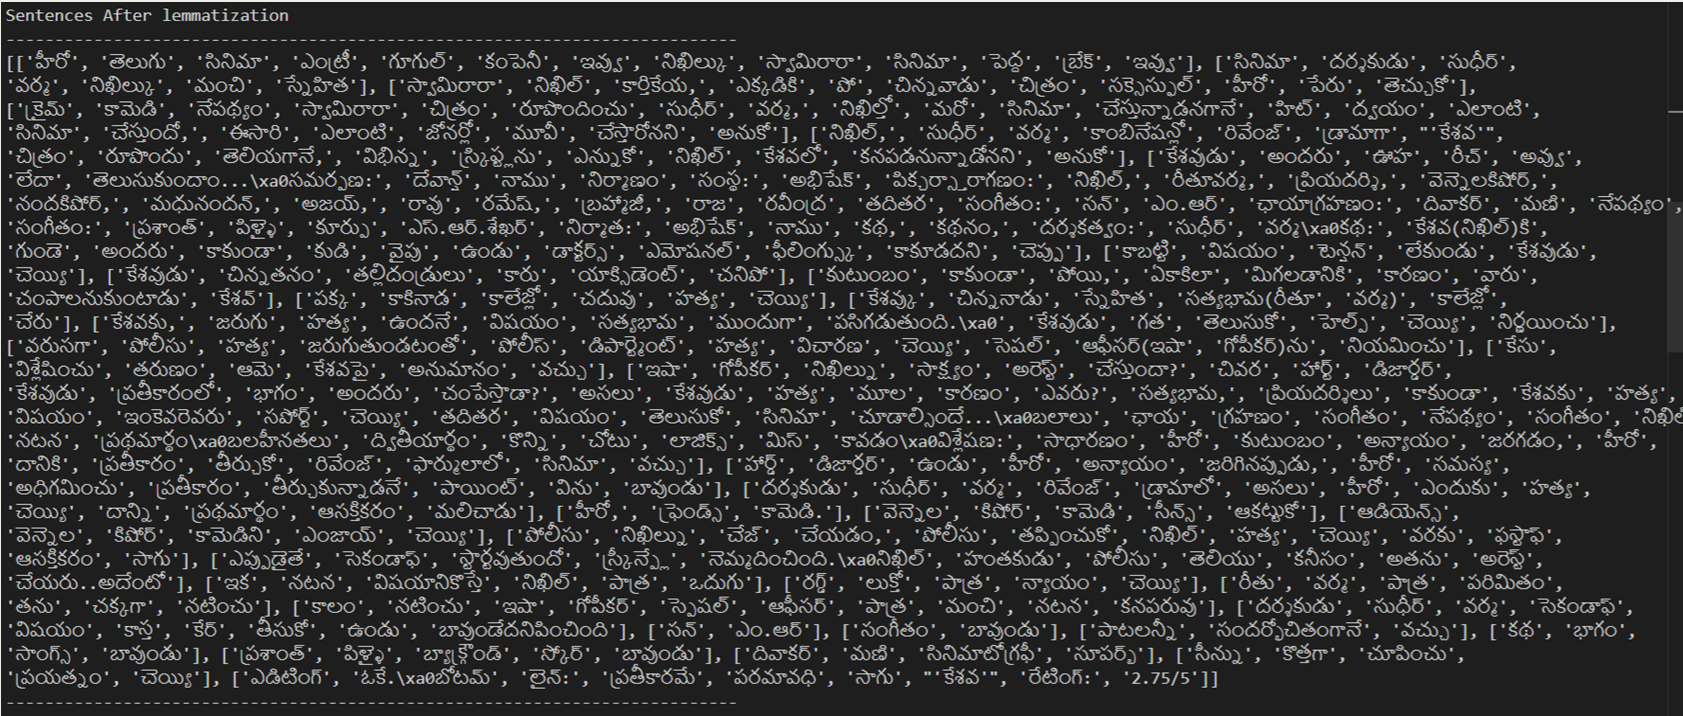 Sentences After lemmatization
---------------------------------------------------------------------------
[['హీరో', 'తెలుగు', 'సినిమా', 'ఎంట్రీ', 'గూగుల్', 'కంపెనీ', 'ఇవ్వు', 'నిఖిల్కు', 'స్వామిరారా', 'సినిమా', 'పెద్ద', 'బ్రేక్', 'ఇవ్వు'], ['సినిమా', 'దర్శకుడు', 'సుధీర్',
'వర్మ', 'నిఖిల్కు', 'మంచి', 'స్నేహిత'], ['స్వామిరారా', 'నిఖిల్', 'కార్తికేయ,', 'ఎక్కడికి', 'పో', 'చిన్నవాడు', 'చిత్రం', 'సక్సెస్ఫుల్', 'హీరో', 'పేరు', 'తెచ్చుకో'],
['క్రైమ్', 'కామెడి', 'నేపథ్యం', 'స్వామిరారా', 'చిత్రం', 'రూపొందించు', 'సుధీర్', 'వర్మ,', 'నిఖిల్తో', 'మరో', 'సినిమా', 'చేస్తున్నాడనగానే', 'హిట్', 'ద్వయం', 'ఎలాంటి',
'సినిమా', 'చేస్తుందో,', 'ఈసారి', 'ఎలాంటి', 'జోనర్లో', 'మూవీ', 'చేస్తారోనని', 'అనుకో'], ['నిఖిల్,', 'సుధీర్', 'వర్మ', 'కాంబినేషన్లో', 'రివేంజ్', 'డ్రామాగా', "'కేశవ'",
'చిత్రం', 'రూపొందు', 'తెలియగానే,', 'విభిన్న', 'స్క్రిప్ట్లను', 'ఎన్నుకో', 'నిఖిల్', 'కేశవలో', 'కనపడనున్నాడోనని', 'అనుకో'], ['కేశవుడు', 'అందరు', 'ఊహ', 'రీచ్', 'అవ్వు',
'లేదా', 'తెలుసుకుందాం...\xa0సమర్పణ:', 'దేవాన్ష్', 'నాము', 'నిర్మాణం', 'సంస్థ:', 'అభిషేక్', 'పిక్చర్స్తారాగణం:', 'నిఖిల్,', 'రీతూవర్మ,', 'ప్రియదర్శి,', 'వెన్నెలకిషోర్,',
'నందకిషోర్,', 'మధునందన్,', 'అజయ్,', 'రావు', 'రమేష్,', 'బ్రహ్మాజీ,', 'రాజ', 'రవీంద్ర', 'తదితర', 'సంగీతం:', 'సన్', 'ఎం.ఆర్', 'ఛాయాగ్రహణం:', 'దివాకర్', 'మణి', 'నేపథ్యం',
'సంగీతం:', 'ప్రశాంత్', 'పిళ్ళై', 'కూర్పు', 'ఎస్.ఆర్.శేఖర్', 'నిర్మాత:', 'అభిషేక్', 'నాము', 'కథ,', 'కథనం,', 'దర్శకత్వం:', 'సుధీర్', 'వర్మ\xa0కథ:', 'కేశవ(నిఖిల్)కి',
'గుండె', 'అందరు', 'కాకుండా', 'కుడి', 'వైపు', 'ఉండు', 'డాక్టర్స్', 'ఎమోషనల్', 'ఫీలింగ్స్కు', 'కాకూడదని', 'చెప్పు'], ['కాబట్టి', 'విషయం', 'టెన్షన్', 'లేకుండు', 'కేశవుడు',
'చెయ్యి'], ['కేశవుడు', 'చిన్నతనం', 'తల్లిదండ్రులు', 'కారు', 'యాక్సిడెంట్', 'చనిపో'], ['కుటుంబం', 'కాకుండా', 'పోయి,', 'ఏకాకిలా', 'మిగలడానికి', 'కారణం', 'వారు',
'చంపాలనుకుంటాడు', 'కేశవ్'], ['పక్క', 'కాకినాడ', 'కాలేజ్లో', 'చదువు', 'హత్య', 'చెయ్యి'], ['కేశవ్కు', 'చిన్ననాడు', 'స్నేహిత', 'సత్యభామ(రీతూ', 'వర్మ)', 'కాలేజ్లో',
'చేరు'], ['కేశవకు,', 'జరుగు', 'హత్య', 'ఉందనే', 'విషయం', 'సత్యభామ', 'ముందుగా', 'పసిగడుతుంది.\xa0', 'కేశవుడు', 'గత', 'తెలుసుకో', 'హెల్ప్', 'చెయ్యి', 'నిర్ణయించు'],
['వరుసగా', 'పోలీసు', 'హత్య', 'జరుగుతుండటంతో', 'పోలీస్', 'డిపార్ట్మెంట్', 'హత్య', 'విచారణ', 'చెయ్యి', 'సెషల్', 'ఆఫీసర్(ఇషా', 'గోపీకర్)ను', 'నియమించు'], ['కేసు',
'విశ్లేషించు', 'తరుణం', 'ఆమె', 'కేశవపై', 'అనుమానం', 'వచ్చు'], ['ఇషా', 'గోపీకర్', 'నిఖిల్ను', 'సాక్ష్యం', 'అరెస్ట్', 'చేస్తుందా?', 'చివర', 'హార్ట్', 'డిజార్డర్',
'కేశవుడు', 'ప్రతీకారంలో', 'భాగం', 'అందరు', 'చంపేస్తాడా?', 'అసలు', 'కేశవుడు', 'హత్య', 'మూల', 'కారణం', 'ఎవరు?', 'సత్యభామ,', 'ప్రియదర్శిలు', 'కాకుండా', 'కేశవకు', 'హత్య',
'విషయం', 'ఇంకెవరెవరు', 'సపోర్ట్', 'చెయ్యి', 'తదితర', 'విషయం', 'తెలుసుకో', 'సినిమా', 'చూడాల్సిందే...\xa0బలాలు', 'ఛాయ', 'గ్రహణం', 'సంగీతం', 'నేపథ్యం', 'సంగీతం', 'నిఖిల్
'నటన', 'ప్రథమార్థం\xa0బలహీనతలు', 'ద్వితీయార్థం', 'కొన్ని', 'చోటు', 'లాజిక్స్', 'మిస్', 'కావడం\xa0విశ్లేషణ:', 'సాధారణం', 'హీరో', 'కుటుంబం', 'అన్యాయం', 'జరగడం,', 'హీరో',
'దానికి', 'ప్రతీకారం', 'తీర్చుకో', 'రివేంజ్', 'ఫార్ములాలో', 'సినిమా', 'వచ్చు'], ['హార్ట్', 'డిజార్డర్', 'ఉండు', 'హీరో', 'అన్యాయం', 'జరిగినప్పుడు,', 'హీరో', 'సమస్య',
'అధిగమించు', 'ప్రతీకారం', 'తీర్చుకున్నాడనే', 'పాయింట్', 'విను', 'బావుండు'], ['దర్శకుడు', 'సుధీర్', 'వర్మ', 'రివేంజ్', 'డ్రామాలో', 'అసలు', 'హీరో', 'ఎందుకు', 'హత్య',
'చెయ్యి', 'దాన్ని', 'ప్రథమార్థం', 'ఆసక్తికరం', 'మలిచాడు'], ['హీరో,', 'ఫ్రెండ్స్', 'కామెడి.'], ['వెన్నెల', 'కిషోర్', 'కామెడి', 'సీన్స్', 'ఆకట్టుకో'], ['ఆడియెన్స్',
వెన్నెల', 'కిషోర్', 'కామెడిని', 'ఎంజాయ్', 'చెయ్యి'], ['పోలీసు', 'నిఖిల్ను', 'చేజ్', 'చేయడం,', 'పోలీసు', 'తప్పించుకో', 'నిఖిల్', 'హత్య', 'చెయ్యి', 'వరకు', 'ఫస్టాఫ్',
'ఆసక్తికరం', 'సాగు'], ['ఎప్పుడైతే', 'సెకండాఫ్', 'స్టార్టవుతుందో', 'స్క్రీన్ప్లే', 'నెమ్మదించింది.\xa0నిఖిల్', 'హంతకుడు', 'పోలీసు', 'తెలియు', 'కనీసం', 'అతను', 'అరెస్ట్',
'చేయరు..అదేంటో'], ['ఇక', 'నటన', 'విషయానికొస్తే', 'నిఖిల్', 'పాత్ర', 'ఒదుగు'], ['రగ్డ్', 'లుక్తో', 'పాత్ర', 'న్యాయం', 'చెయ్యి'], ['రీతు', 'వర్మ', 'పాత్ర', 'పరిమితం',
'తను', 'చక్కగా', 'నటించు'], ['కాలం', 'నటించు', 'ఇషా', 'గోపీకర్', 'స్పెషల్', 'ఆఫీసర్', 'పాత్ర', 'మంచి', 'నటన', 'కనపరువు'], ['దర్శకుడు', 'సుధీర్', 'వర్మ', 'సెకండాఫ్',
'విషయం', 'కాస్త', 'కేర్', 'తీసుకో', 'ఉండు', 'బావుండేదనిపించింది'], ['సన్', 'ఎం.ఆర్'], ['సంగీతం', 'బావుండు'], ['పాటలన్నీ', 'సందర్భోచితంగానే', 'వచ్చు'], ['కథ', 'భాగం',
'సాంగ్స్', 'బావుండు'], ['ప్రశాంత్', 'పిళ్ళై', 'బ్యాక్గ్రౌండ్', 'స్కోర్', 'బావుండు'], ['దివాకర్', 'మణి', 'సినిమాటోగ్రఫీ', 'సూపర్బ్'], ['సీన్ను', 'కొత్తగా', 'చూపించు',
'ప్రయత్నం', 'చెయ్యి'], ['ఎడిటింగ్', 'ఓకే.\xa0బోటమ్', 'లైన్:', 'ప్రతీకారమే', 'పరమావధి', 'సాగు', "'కేశవ'", 'రేటింగ్:', '2.75/5']]
---------------------------------------------------------------------------